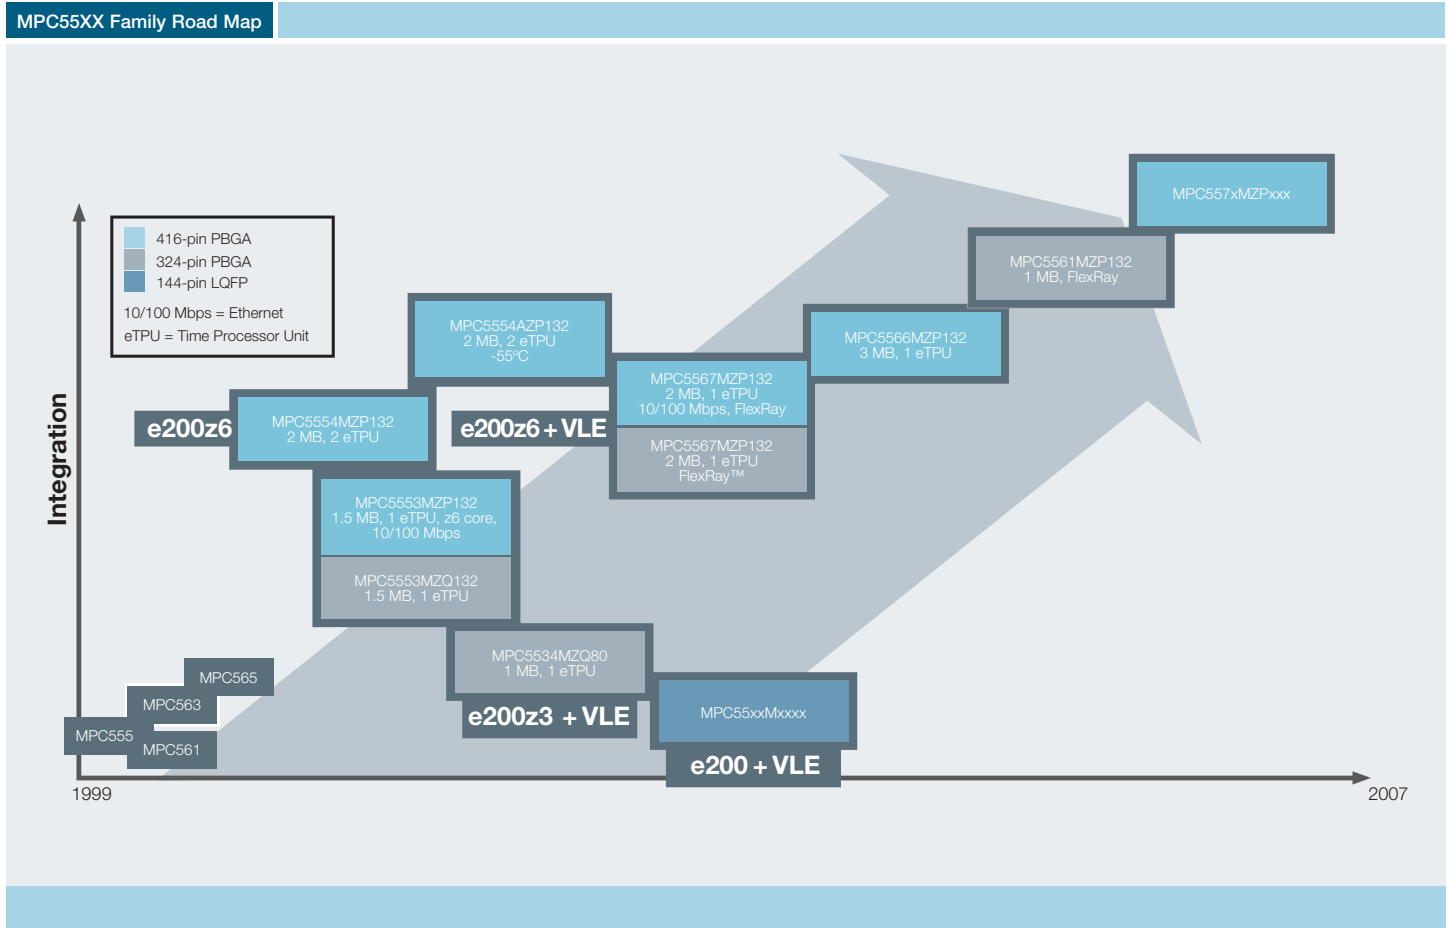 MPC55XX Family Road Map
416-pin PBGA
324-pin PBGA
144-pin LQFP
10/100 Mbps = Ethernet
eTPU = Time Processor Unit
Integration
MPC557xMZPxxx
MPC5561MZP132
1 MB, FlexRay
MPC5566MZP132
3 MB, 1 eTPU
MPC5554AZP132
2 MB, 2 eTPU
-55ºC
MPC5567MZP132
2 MB, 1 eTPU
10/100 Mbps, FlexRay
MPC5567MZP132
2 MB, 1 eTPU
FlexRay™
e200z6 + VLE
e200z6
MPC5554MZP132
2 MB, 2 eTPU
MPC5553MZP132
1.5 MB, 1 eTPU, z6 core,
10/100 Mbps
MPC5553MZQ132
1.5 MB, 1 eTPU
MPC5534MZQ80
1 MB, 1 eTPU
e200z3 + VLE
MPC55xxMxxxx
e200 + VLE
MPC565
MPC563
MPC555
MPC561
1999
2007